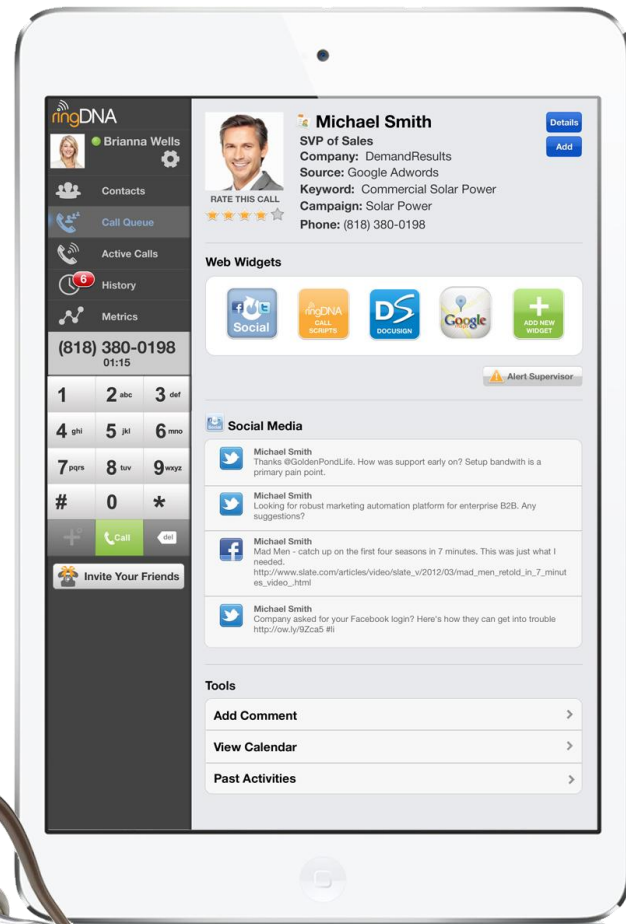 ringDNA
Brianna Wells
Contacts
Call Queue
Active Calls
6
History
Metrics
(818) 380-0198
01:15
1 2 abc 3 def
4 ghi 5 jkl 6 mno
7 pqrs 8 tuv 9 wxyz
# 0 *
+ Call del
Invite Your Friends
RATE THIS CALL
Michael Smith
SVP of Sales
Company: DemandResults
Source: Google Adwords
Keyword: Commercial Solar Power
Campaign: Solar Power
Phone: (818) 380-0198
Details
Add
Web Widgets
Social
ringDNA
CALL
SCRIPTS
DS
DOCUSIGN
Google
ADD NEW
WIDGET
Alert Supervisor
Social Media
Michael Smith
Thanks @GoldenPondLife. How was support early on? Setup bandwith is a
primary pain point.
Michael Smith
Looking for robust marketing automation platform for enterprise B2B. Any
suggestions?
Michael Smith
Mad Men - catch up on the first four seasons in 7 minutes. This was just what I
needed.
http://www.slate.com/articles/video/slate_v/2012/03/mad_men_retold_in_7_minut
es_video_.html
Michael Smith
Company asked for your Facebook login? Here's how they can get into trouble
http://ow.ly/9Zca5 #li
Tools
Add Comment
View Calendar
Past Activities